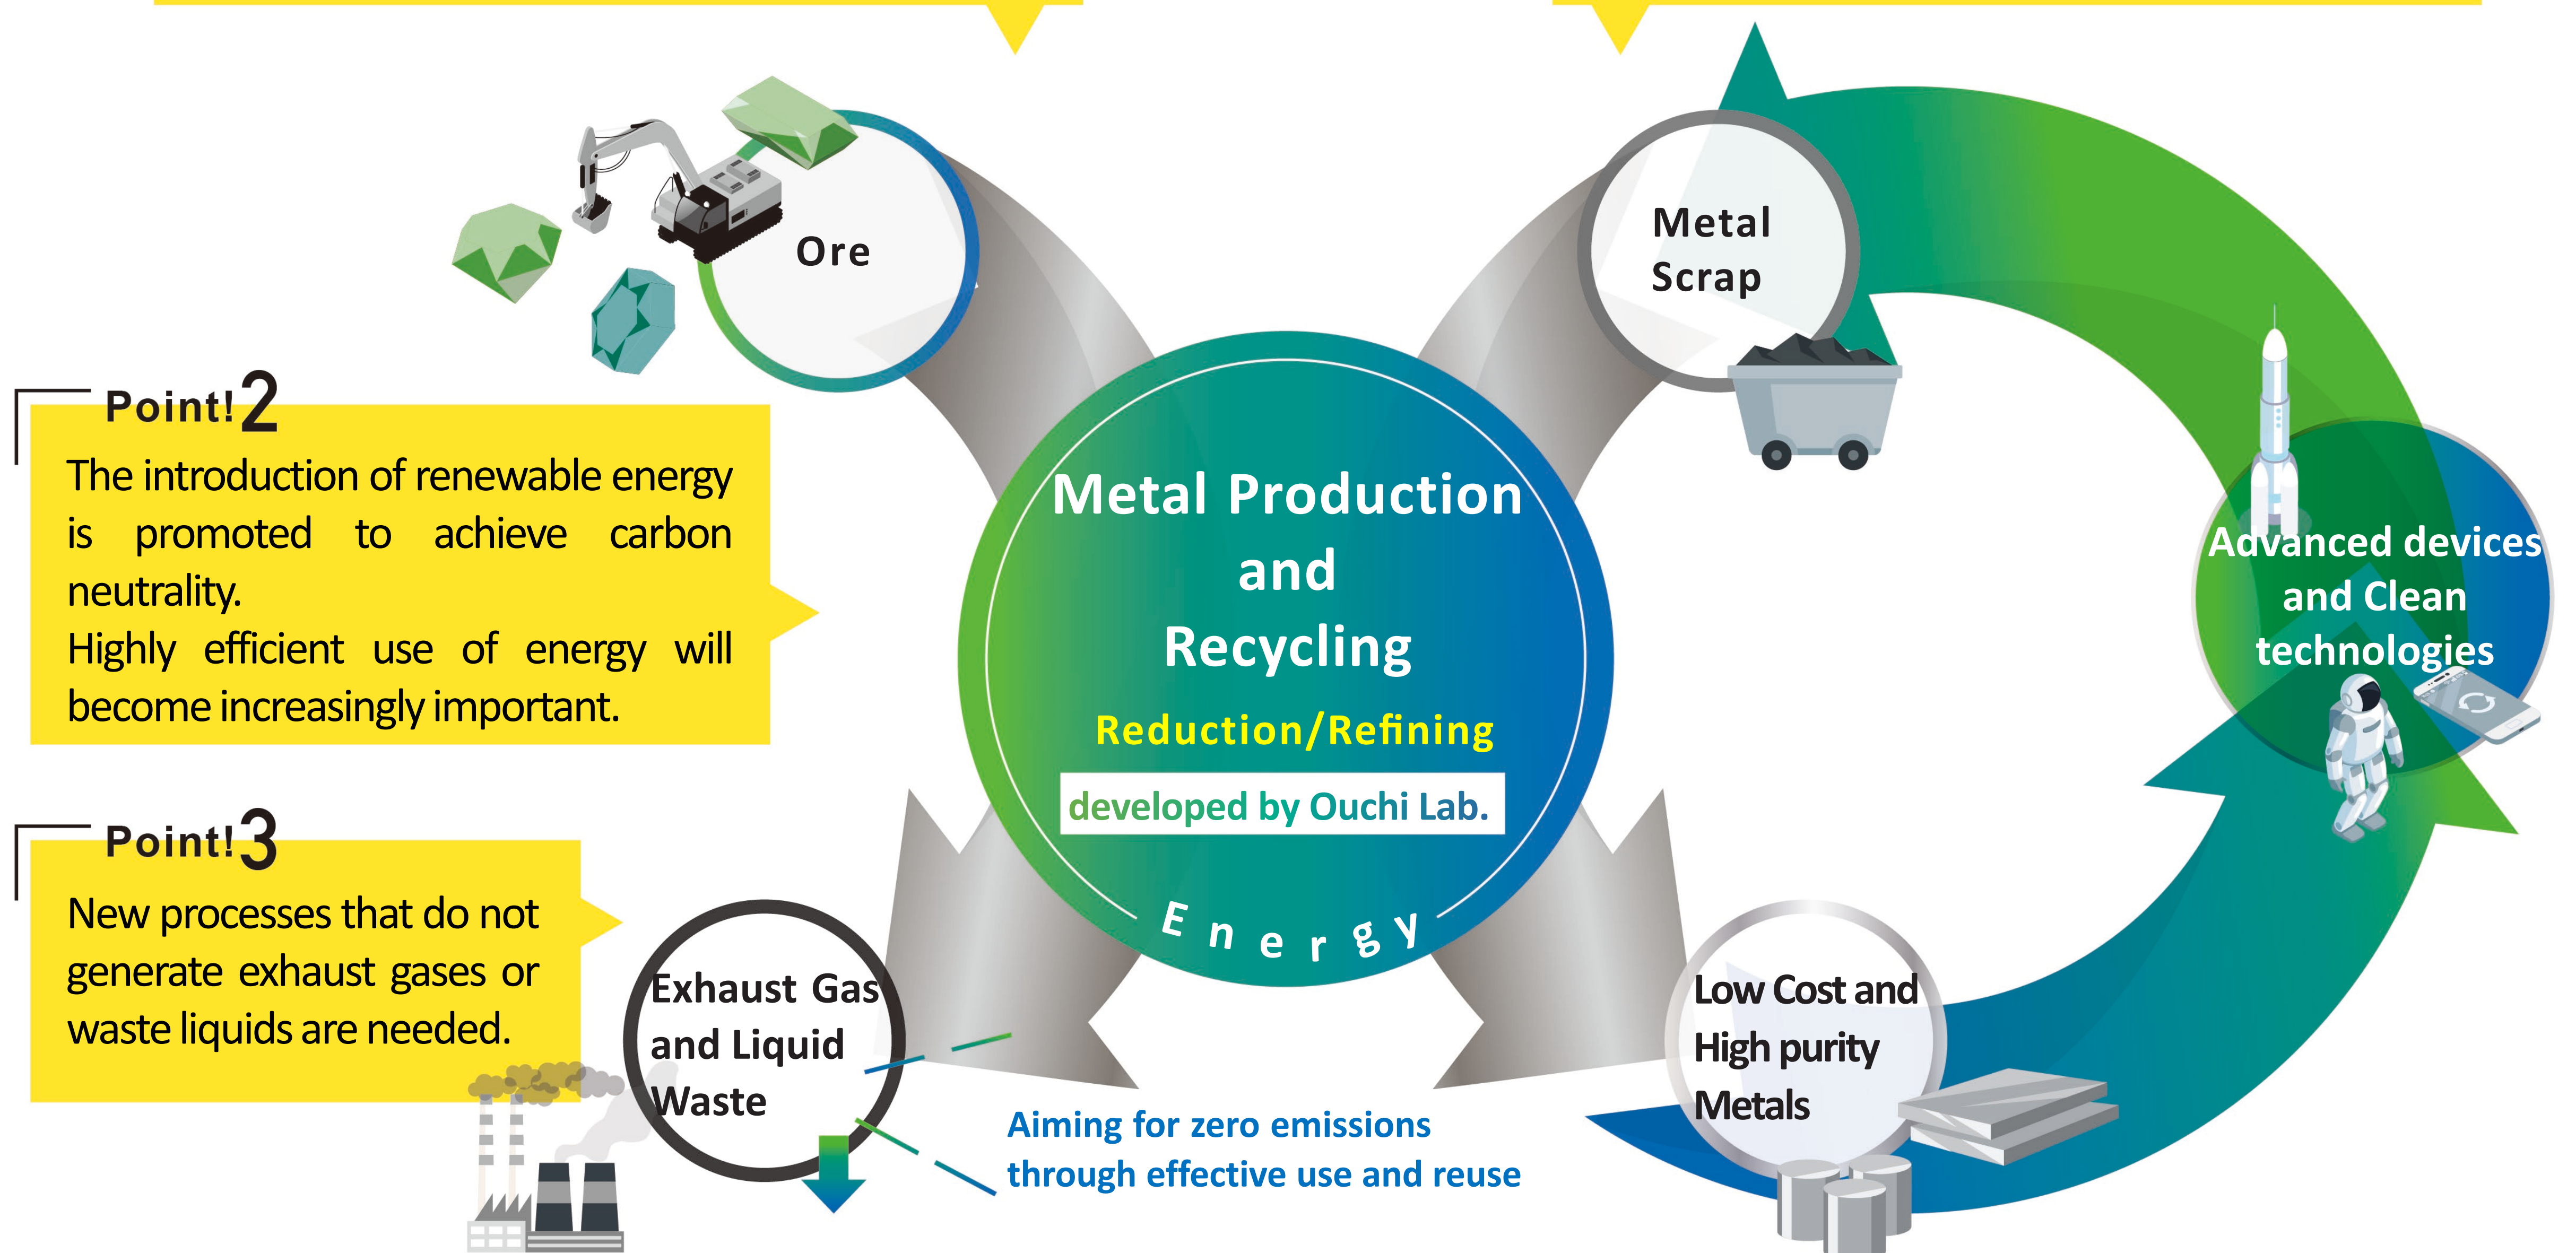 Ore
Metal
Scrap
Point!2
The introduction of renewable energy
is promoted to achieve carbon
neutrality.
Highly efficient use of energy will
become increasingly important.
Metal Production
and
Recycling
Reduction/Refining
developed by Ouchi Lab.
Energy
Advanced devices
and Clean
technologies
Point!3
New processes that do not
generate exhaust gases or
waste liquids are needed.
Exhaust Gas
and Liquid
Waste
Low Cost and
High purity
Metals
Aiming for zero emissions
through effective use and reuse